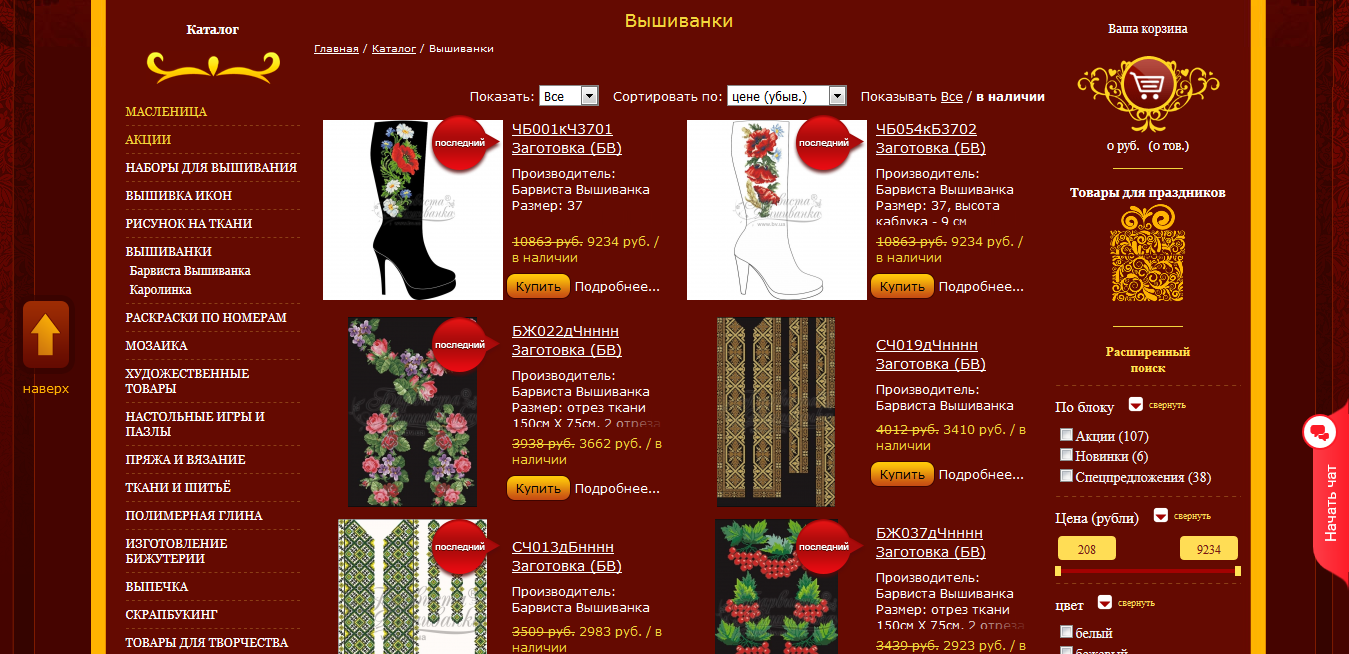 Каталог
МАСЛЕНИЦА
АКЦИИ
НАБОРЫ ДЛЯ ВЫШИВАНИЯ
ВЫШИВКА ИКОН
РИСУНОК НА ТКАНИ
ВЫШИВАНКИ
Барвиста Вышиванка
Каролинка
РАСКРАСКИ ПО НОМЕРАМ
МОЗАИКА
ХУДОЖЕСТВЕННЫЕ
ТОВАРЫ
НАСТОЛЬНЫЕ ИГРЫ И
ПАЗЛЫ
ПРЯЖА И ВЯЗАНИЕ
ТКАНИ И ШИТЬЁ
ПОЛИМЕРНАЯ ГЛИНА
ИЗГОТОВЛЕНИЕ
БИЖУТЕРИИ
ВЫПЕЧКА
СКРАПБУКИНГ
ТОВАРЫ ДЛЯ ТВОРЧЕСТВА
наверх
Вышиванки
Главная / Каталог / Вышиванки
Показать: Все Сортировать по: цене (убыв.) Показывать Все / в наличии
последний
ЧБ001кЧ3701
Заготовка (БВ)
Производитель:
Барвиста Вышиванка
Размер: 37
10863 руб. 9234 руб. /
в наличии
Купить Подробнее...
последний
ЧБ054кБ3702
Заготовка (БВ)
Производитель:
Барвиста Вышиванка
Размер: 37, высота
каблука - 9 см
10863 руб. 9234 руб. /
в наличии
Купить Подробнее...
последний
БЖ022дЧнннн
Заготовка (БВ)
Производитель:
Барвиста Вышиванка
Размер: отрез ткани
150см Х 75см. 2 отреза
3938 руб. 3662 руб. / в
наличии
Купить Подробнее...
СЧ019дЧнннн
Заготовка (БВ)
Производитель:
Барвиста Вышиванка
4012 руб. 3410 руб. / в
наличии
Купить Подробнее...
последний
СЧ013дБнннн
Заготовка (БВ)
Производитель:
Барвиста Вышиванка
3509 руб. 2983 руб. / в
наличии
последний
БЖ037дЧнннн
Заготовка (БВ)
Производитель:
Барвиста Вышиванка
Размер: отрез ткани
150см Х 75см. 2 отреза
3439 руб. 2923 руб. / в
Ваша корзина
0 руб. (0 тов.)
Товары для праздников
Расширенный
поиск
По блоку свернуть
Акции (107)
Новинки (6)
Спецпредложения (38)
Цена (рубли) свернуть
208 9234
цвет свернуть
белый
бежевый
Начать чат